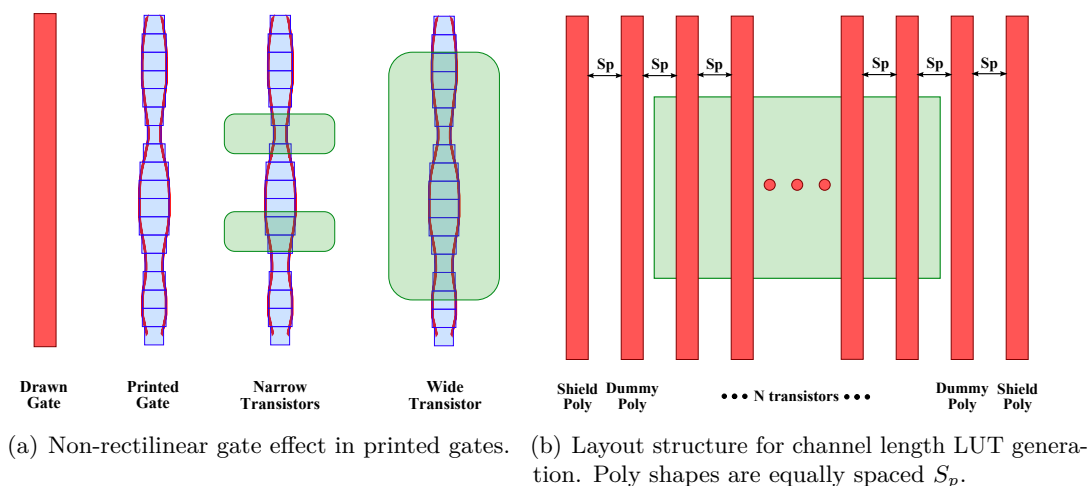 Sp Sp Sp Sp Sp Sp
Drawn
Gate
Printed
Gate
Narrow
Transistors
Wide
Transistor
Shield
Poly
Dummy
Poly
••• N transistors •••
Dummy
Poly
Shield
Poly
(a) Non-rectilinear gate effect in printed gates.
(b) Layout structure for channel length LUT gener-
ation. Poly shapes are equally spaced Sp.